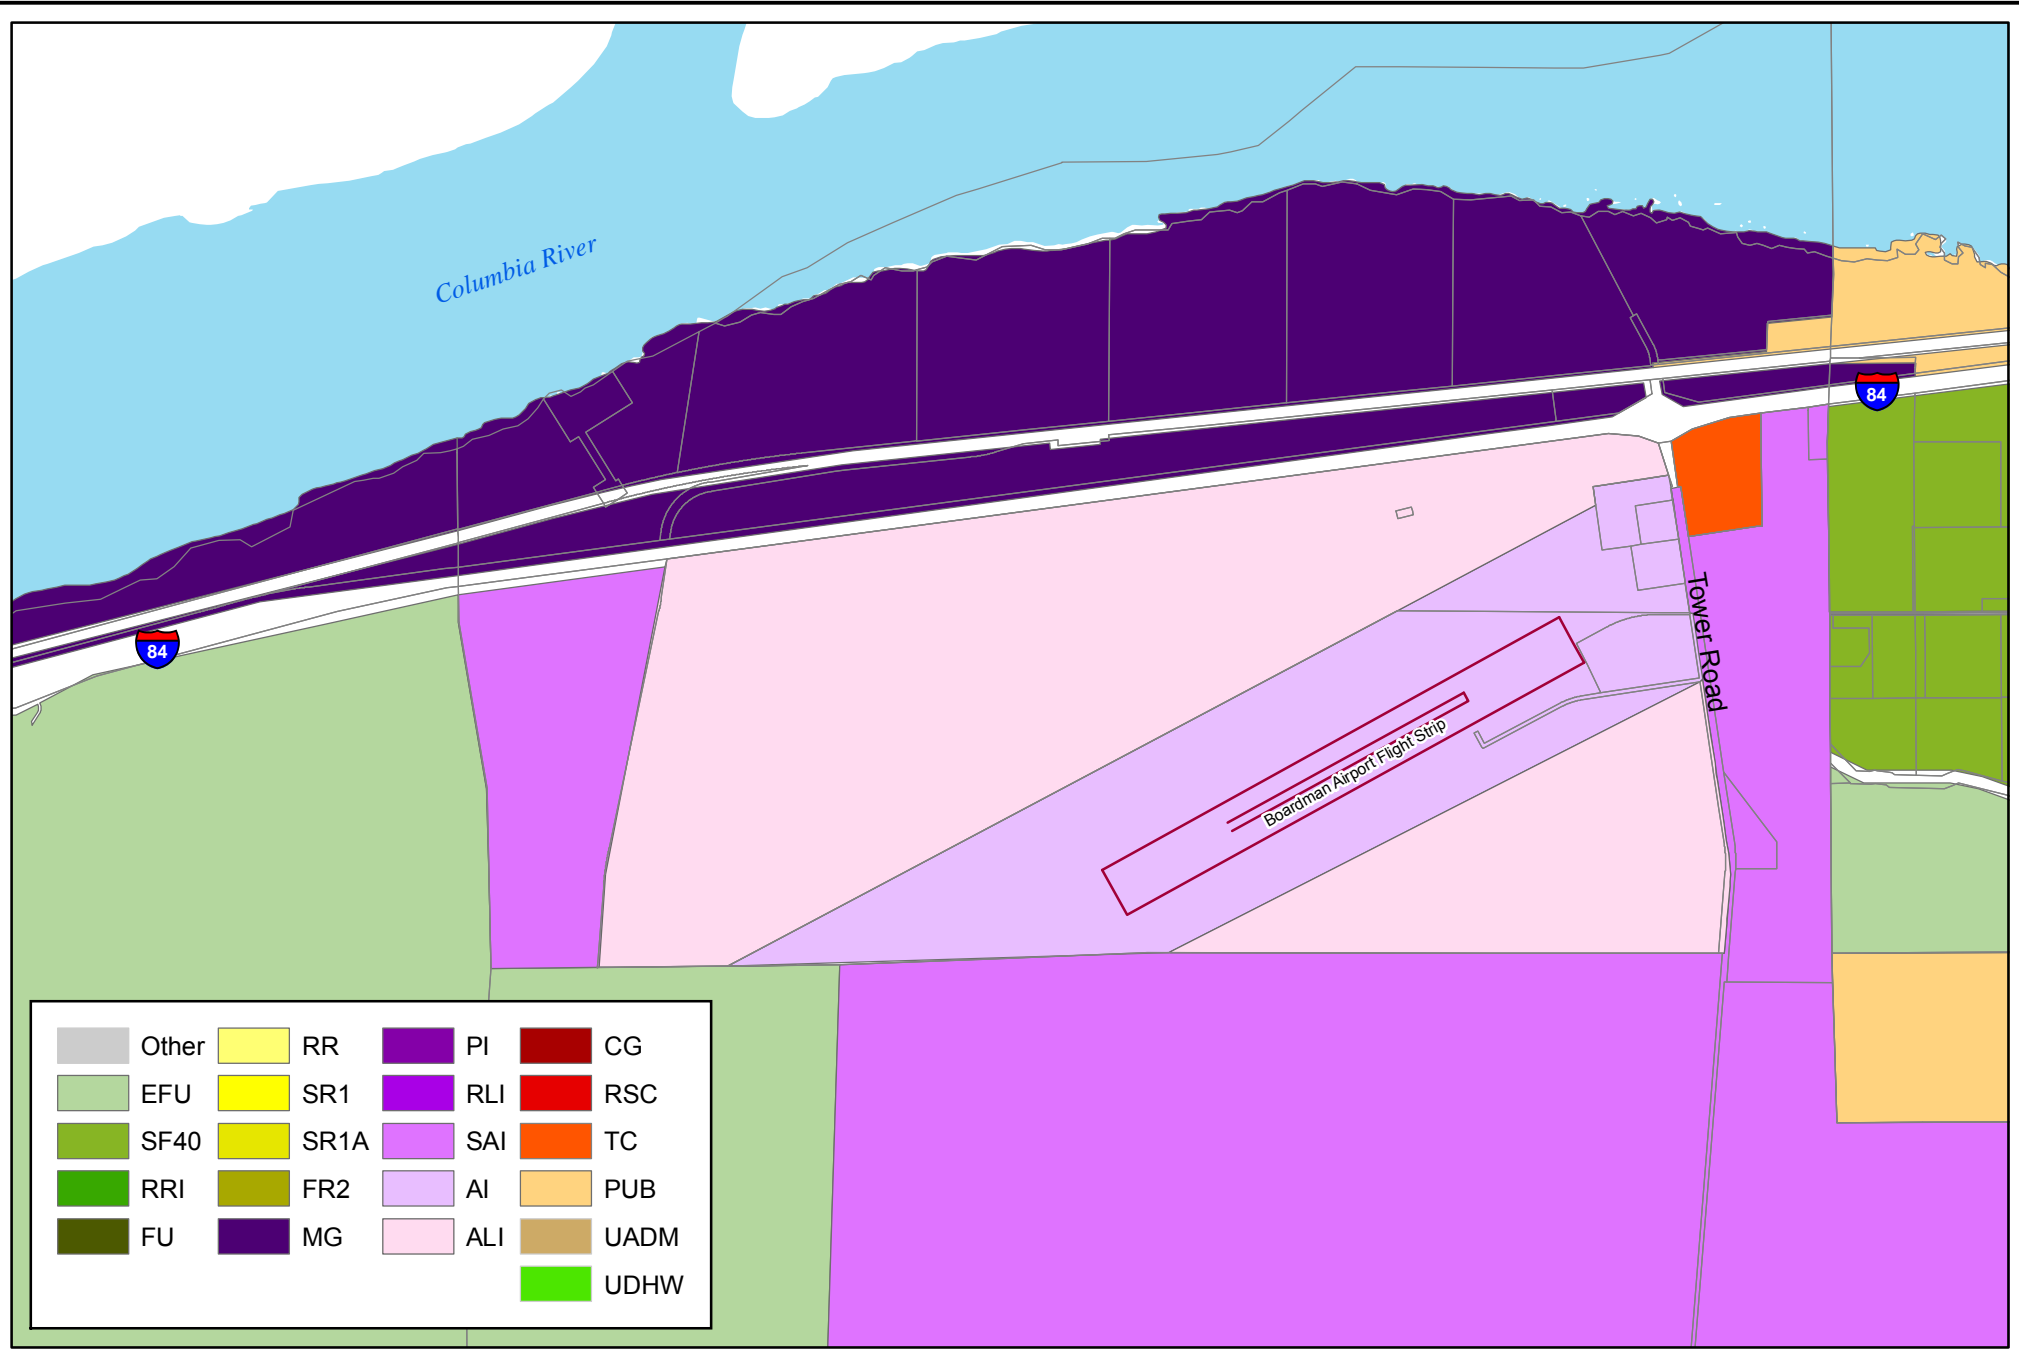 Columbia River
84
84
Tower Road
Boardman Airport Flight Strip
Other
EFU
SF40
RRI
FU
RR
SR1
SR1A
FR2
MG
PI
RLI
SAI
AI
ALI
CG
RSC
TC
PUB
UADM
UDHW